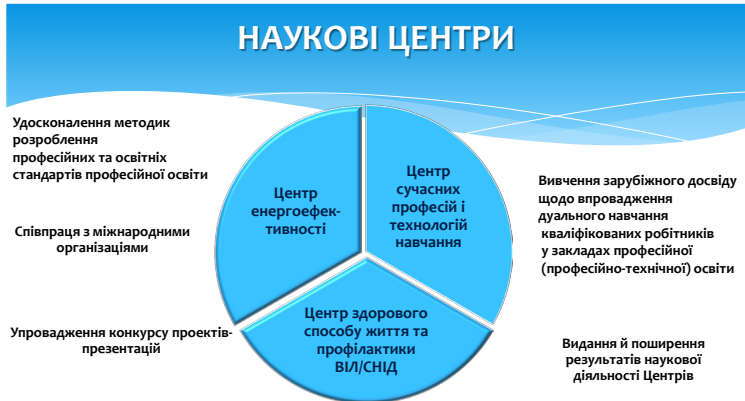 НАУКОВІ ЦЕНТРИ
Удосконалення методик
розроблення
професійних та освітніх
стандартів професійної освіти
Співпраця з міжнародними
організаціями
Упровадження конкурсу проектів-
презентацій
Центр
енергоефек-
тивності
Центр
сучасних
професій і
технологій
навчання
Центр здорового
способу життя та
профілактики
ВІЛ/СНІД
Вивчення зарубіжного досвіду
щодо впровадження
дуального навчання
кваліфікованих робітників
у закладах професійної
(професійно-технічної) освіти
Видання й поширення
результатів наукової
діяльності Центрів